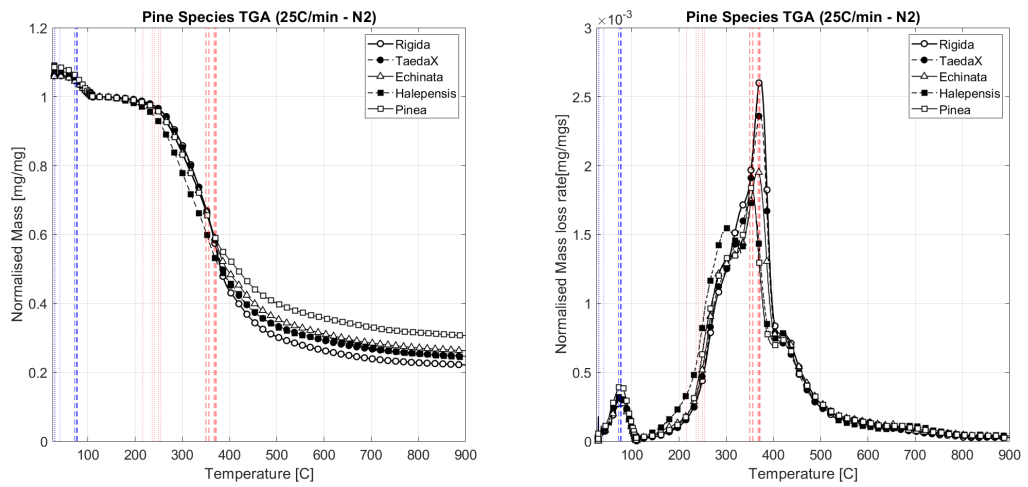 Pine Species TGA (25C/min - N2)
1.2
1
0.8
0.6
0.4
0.2
0
100 200 300 400 500 600 700 800 900
Temperature [C]
Normalised Mass [mg/mg]
Rigida
TaedaX
Echinata
Halepensis
Pinea
Pine Species TGA (25C/min - N2)
×10⁻³
3
2.5
2
1.5
1
0.5
0
100 200 300 400 500 600 700 800 900
Temperature [C]
Normalised Mass loss rate[mg/mgs]
Rigida
TaedaX
Echinata
Halepensis
Pinea